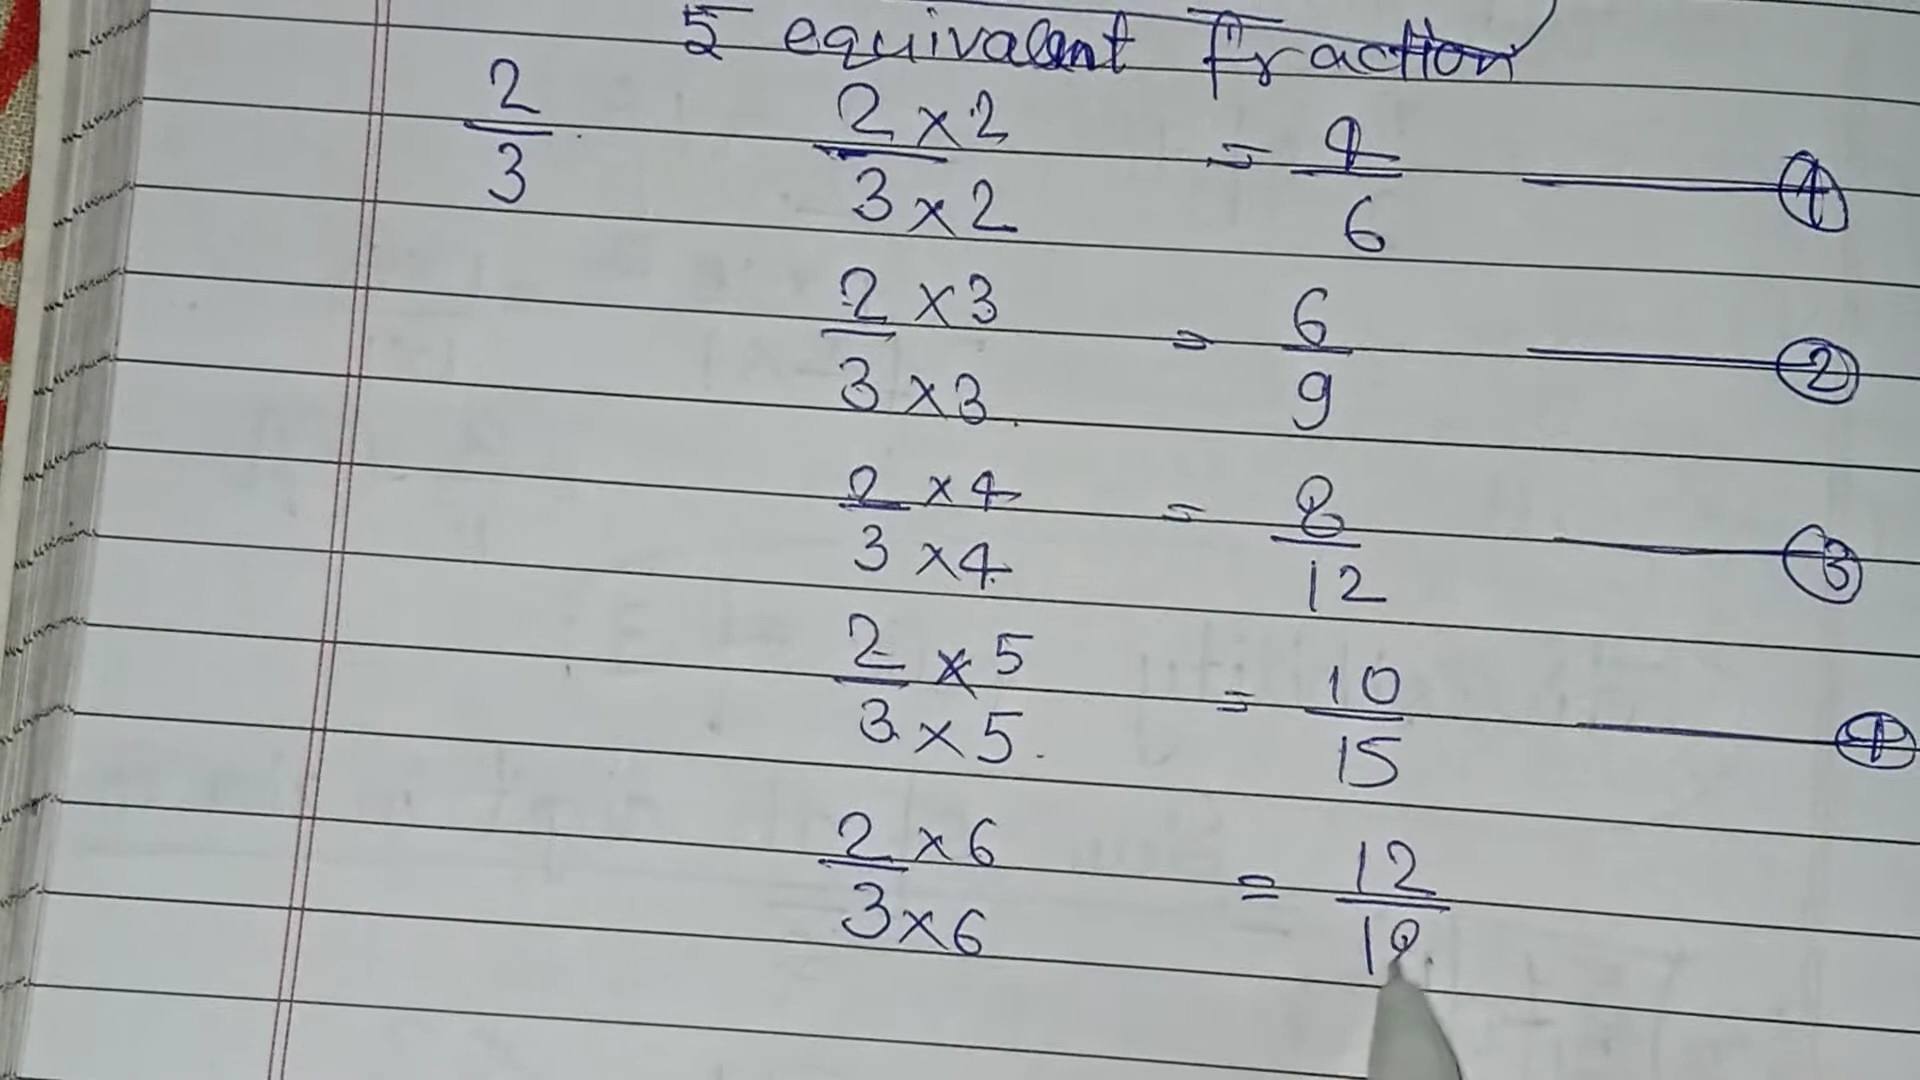 5 equivalent fraction
2/3 2×2/3×2 = 4/6 1
2×3/3×3 = 6/9 2
2×4/3×4 = 8/12 3
2×5/3×5 = 10/15 4
2×6/3×6 = 12/18